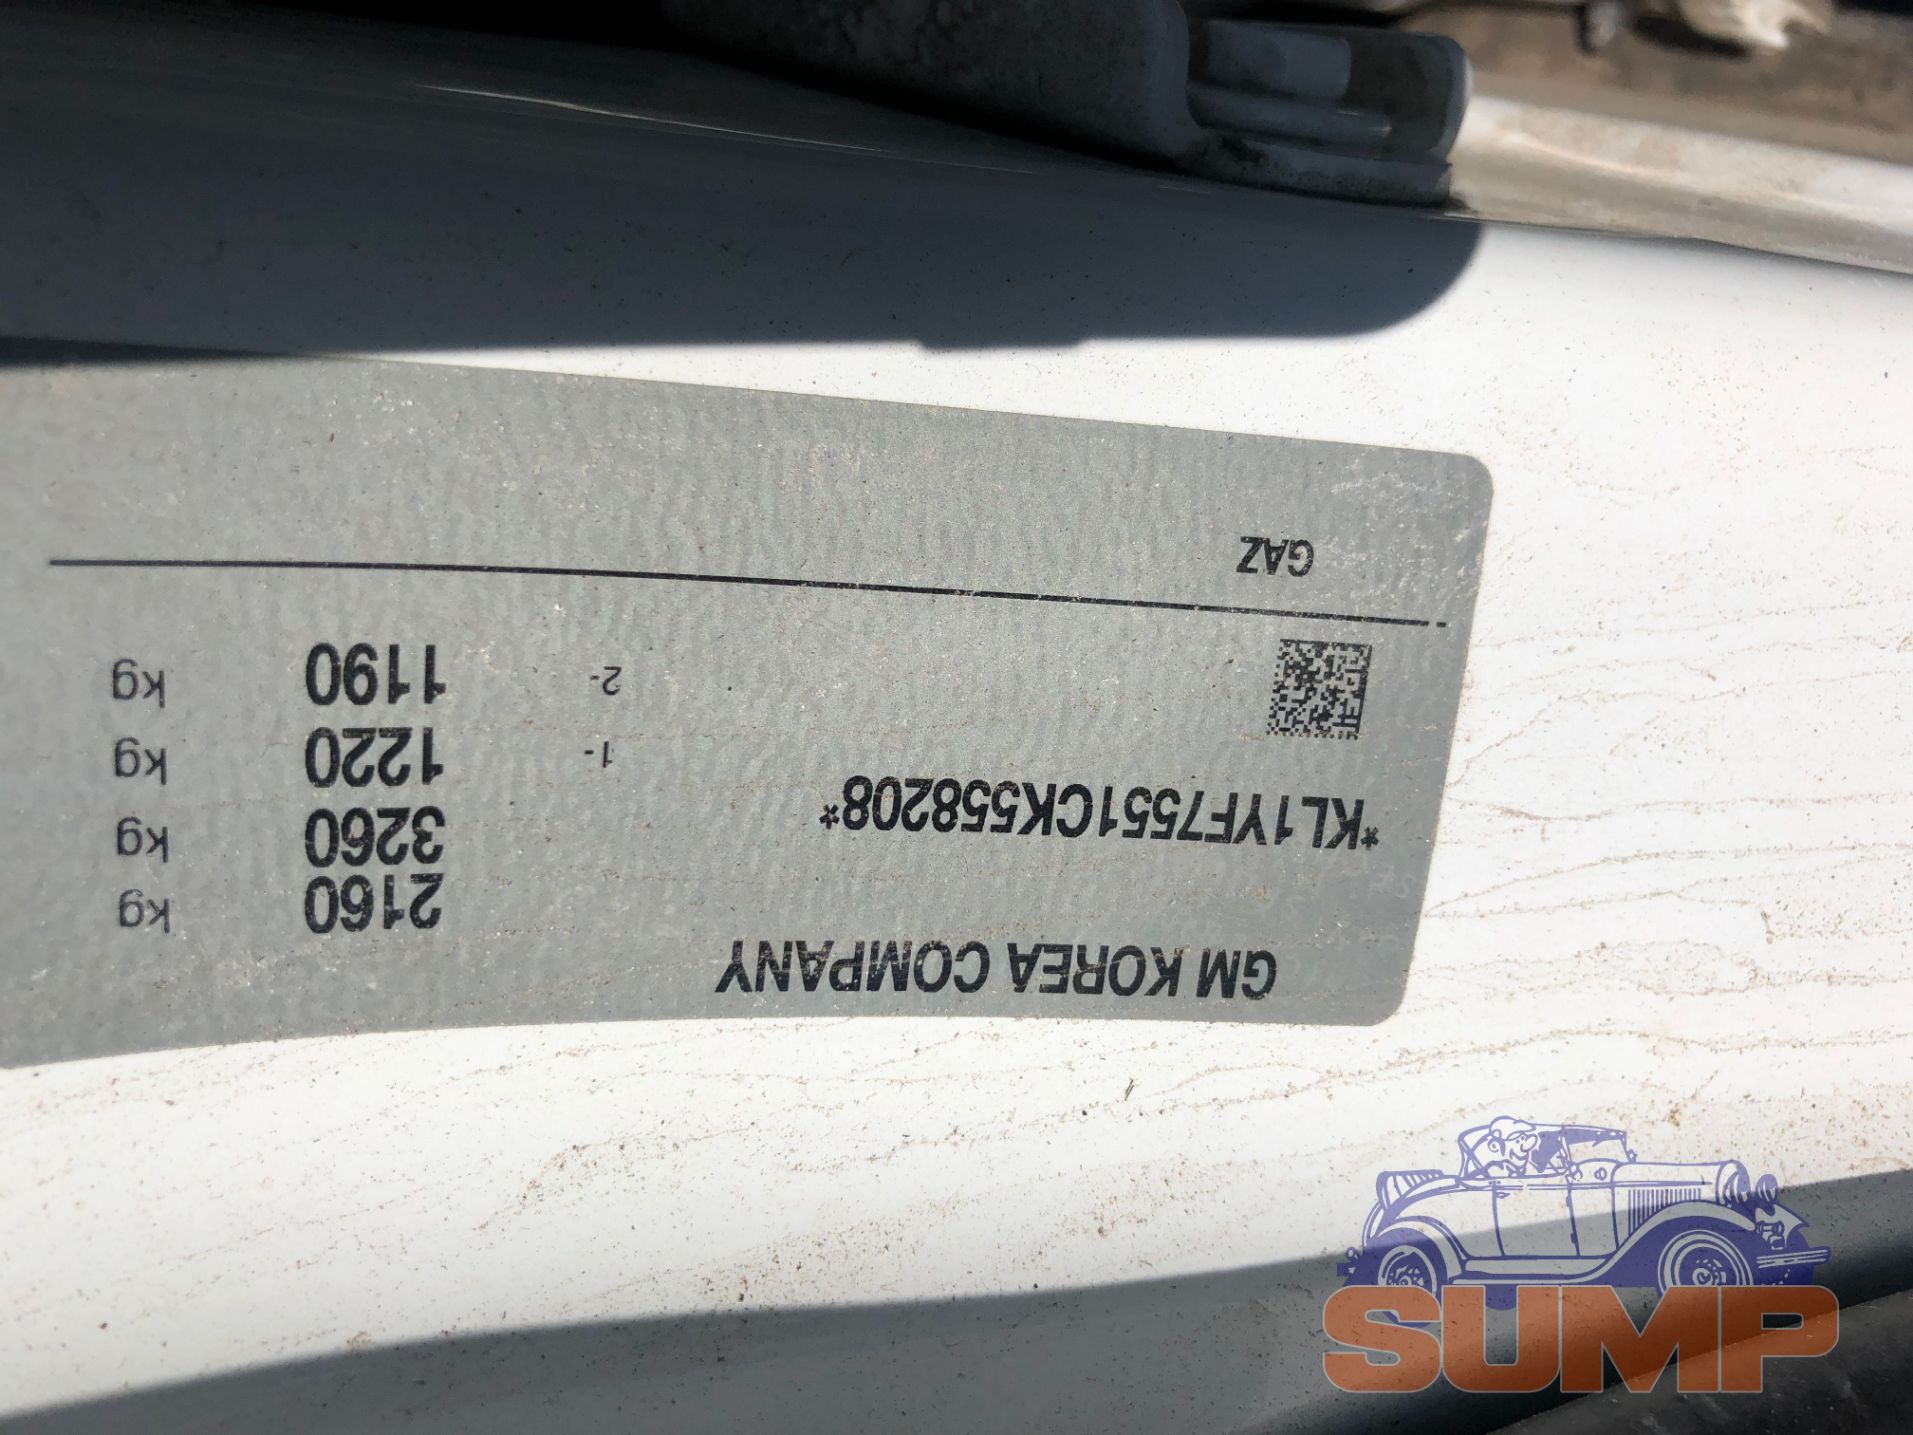 GM KOREA COMPANY
*KL1YF7551CK558208*
2160 kg
3260 kg
1- 1220 kg
2- 1190 kg
GAZ
SUMP